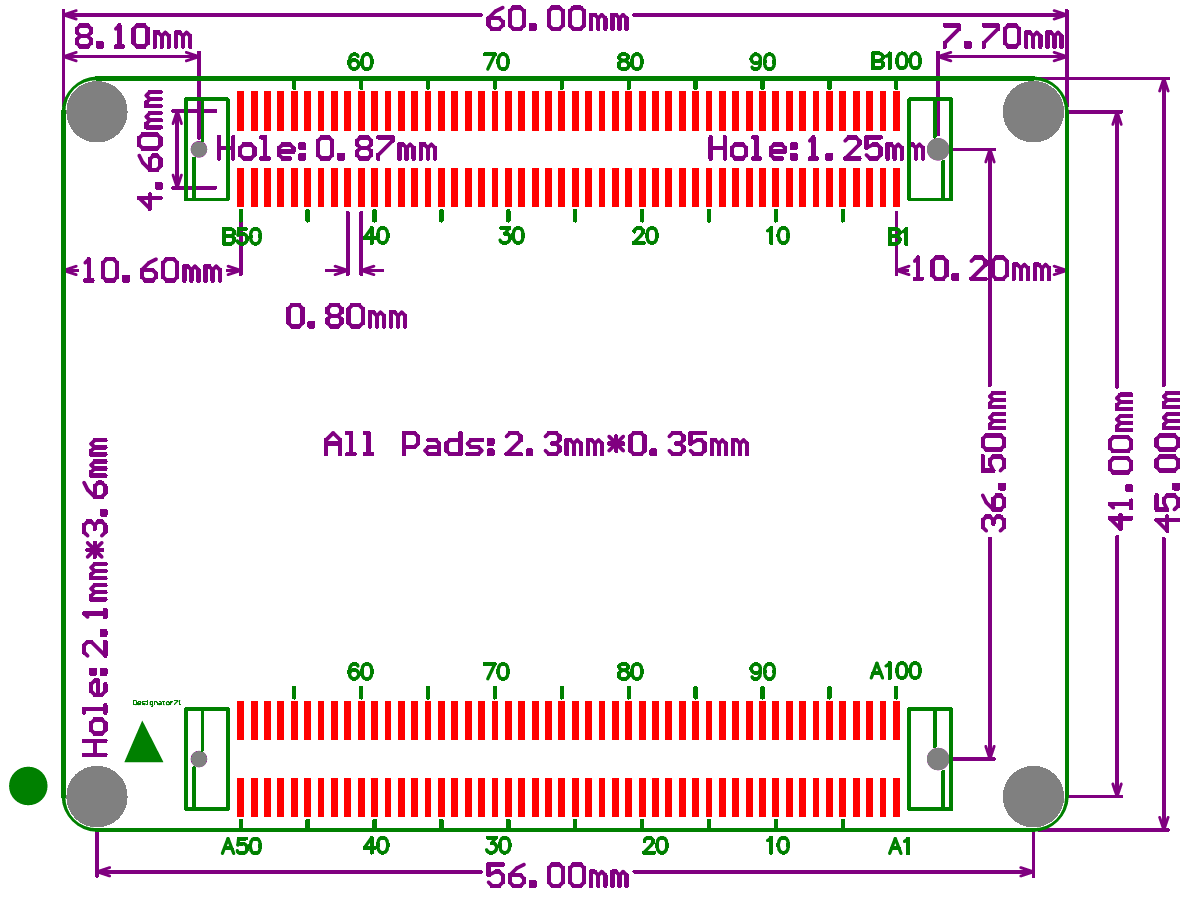 60.00mm
8.10mm
7.70mm
60 70 80 90 B100
4.60mm
Hole:0.87mm
Hole:1.25mm
B50 40 30 20 10 B1
10.60mm
10.20mm
0.80mm
36.50mm
41.00mm
45.00mm
All Pads:2.3mm*0.35mm
Hole:2.1mm*3.6mm
60 70 80 90 A100
Designator71
A50 40 30 20 10 A1
56.00mm